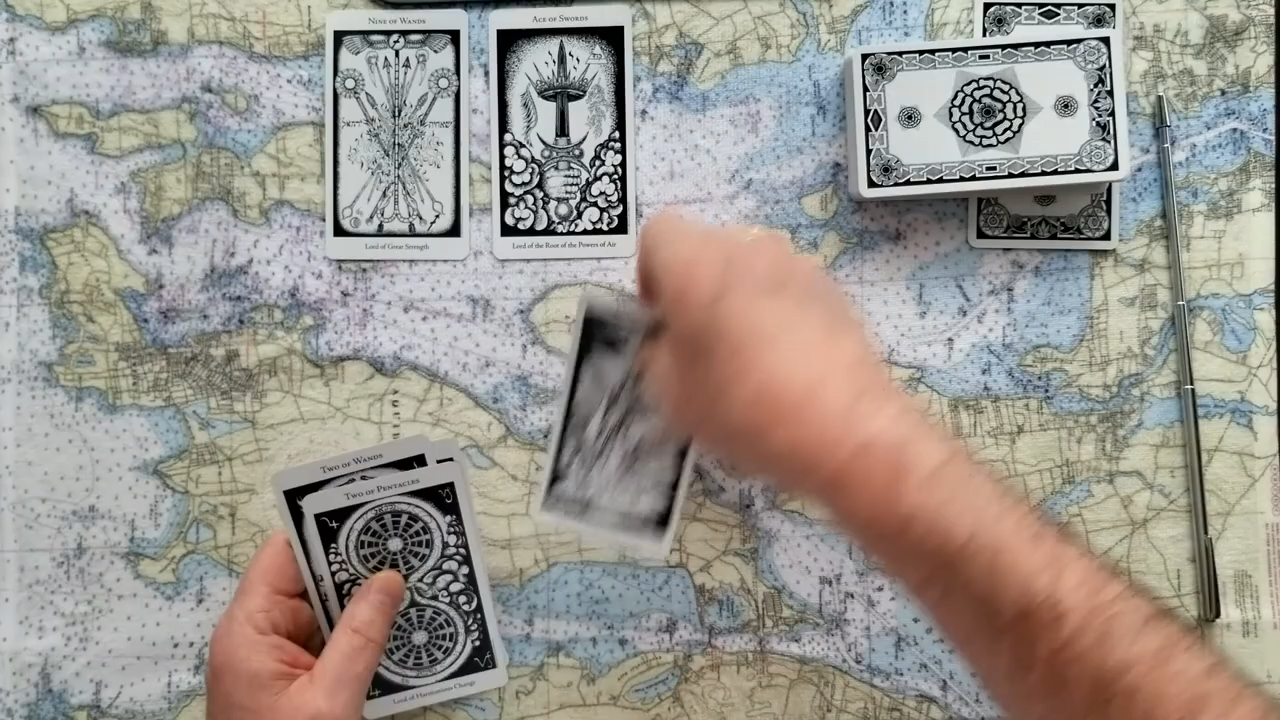 NINE OF WANDS
Lord of Great Strength
ACE OF SWORDS
Lord of the Root of the Powers of Air
TWO OF WANDS
TWO OF PENTACLES
Lord of Harmonious Change